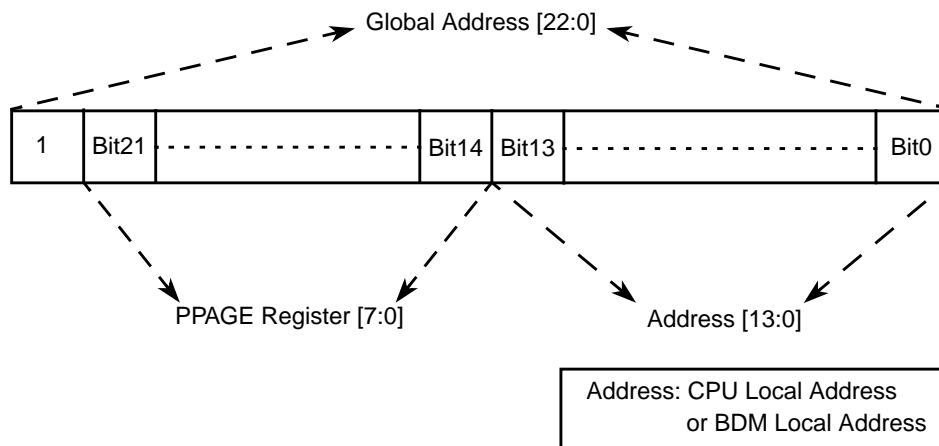 Global Address [22:0]
1 Bit21 Bit14 Bit13 Bit0
PPAGE Register [7:0]
Address [13:0]
Address: CPU Local Address
or BDM Local Address